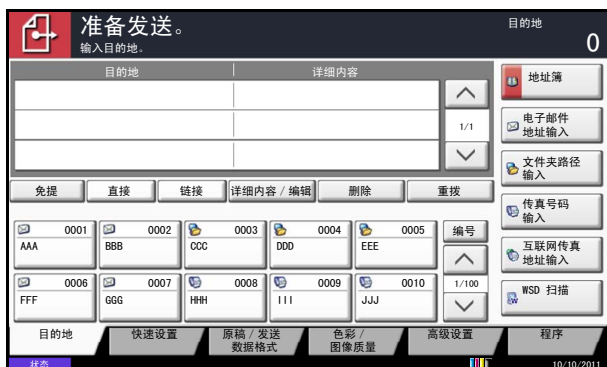 准备发送。
输入目的地。
目的地
0
目的地 详细内容
1/1
免提 直接 链接 详细内容 / 编辑 删除 重拨
0001 0002 0003 0004 0005 编号
AAA BBB CCC DDD EEE
0006 0007 0008 0009 0010 1/100
FFF GGG HHH III JJJ
地址簿
电子邮件
地址输入
文件夹路径
输入
传真号码
输入
互联网传真
地址输入
WSD 扫描
目的地 快速设置 原稿 / 发送
数据格式 色彩 /
图像质量 高级设置 程序
状态 10/10/2011